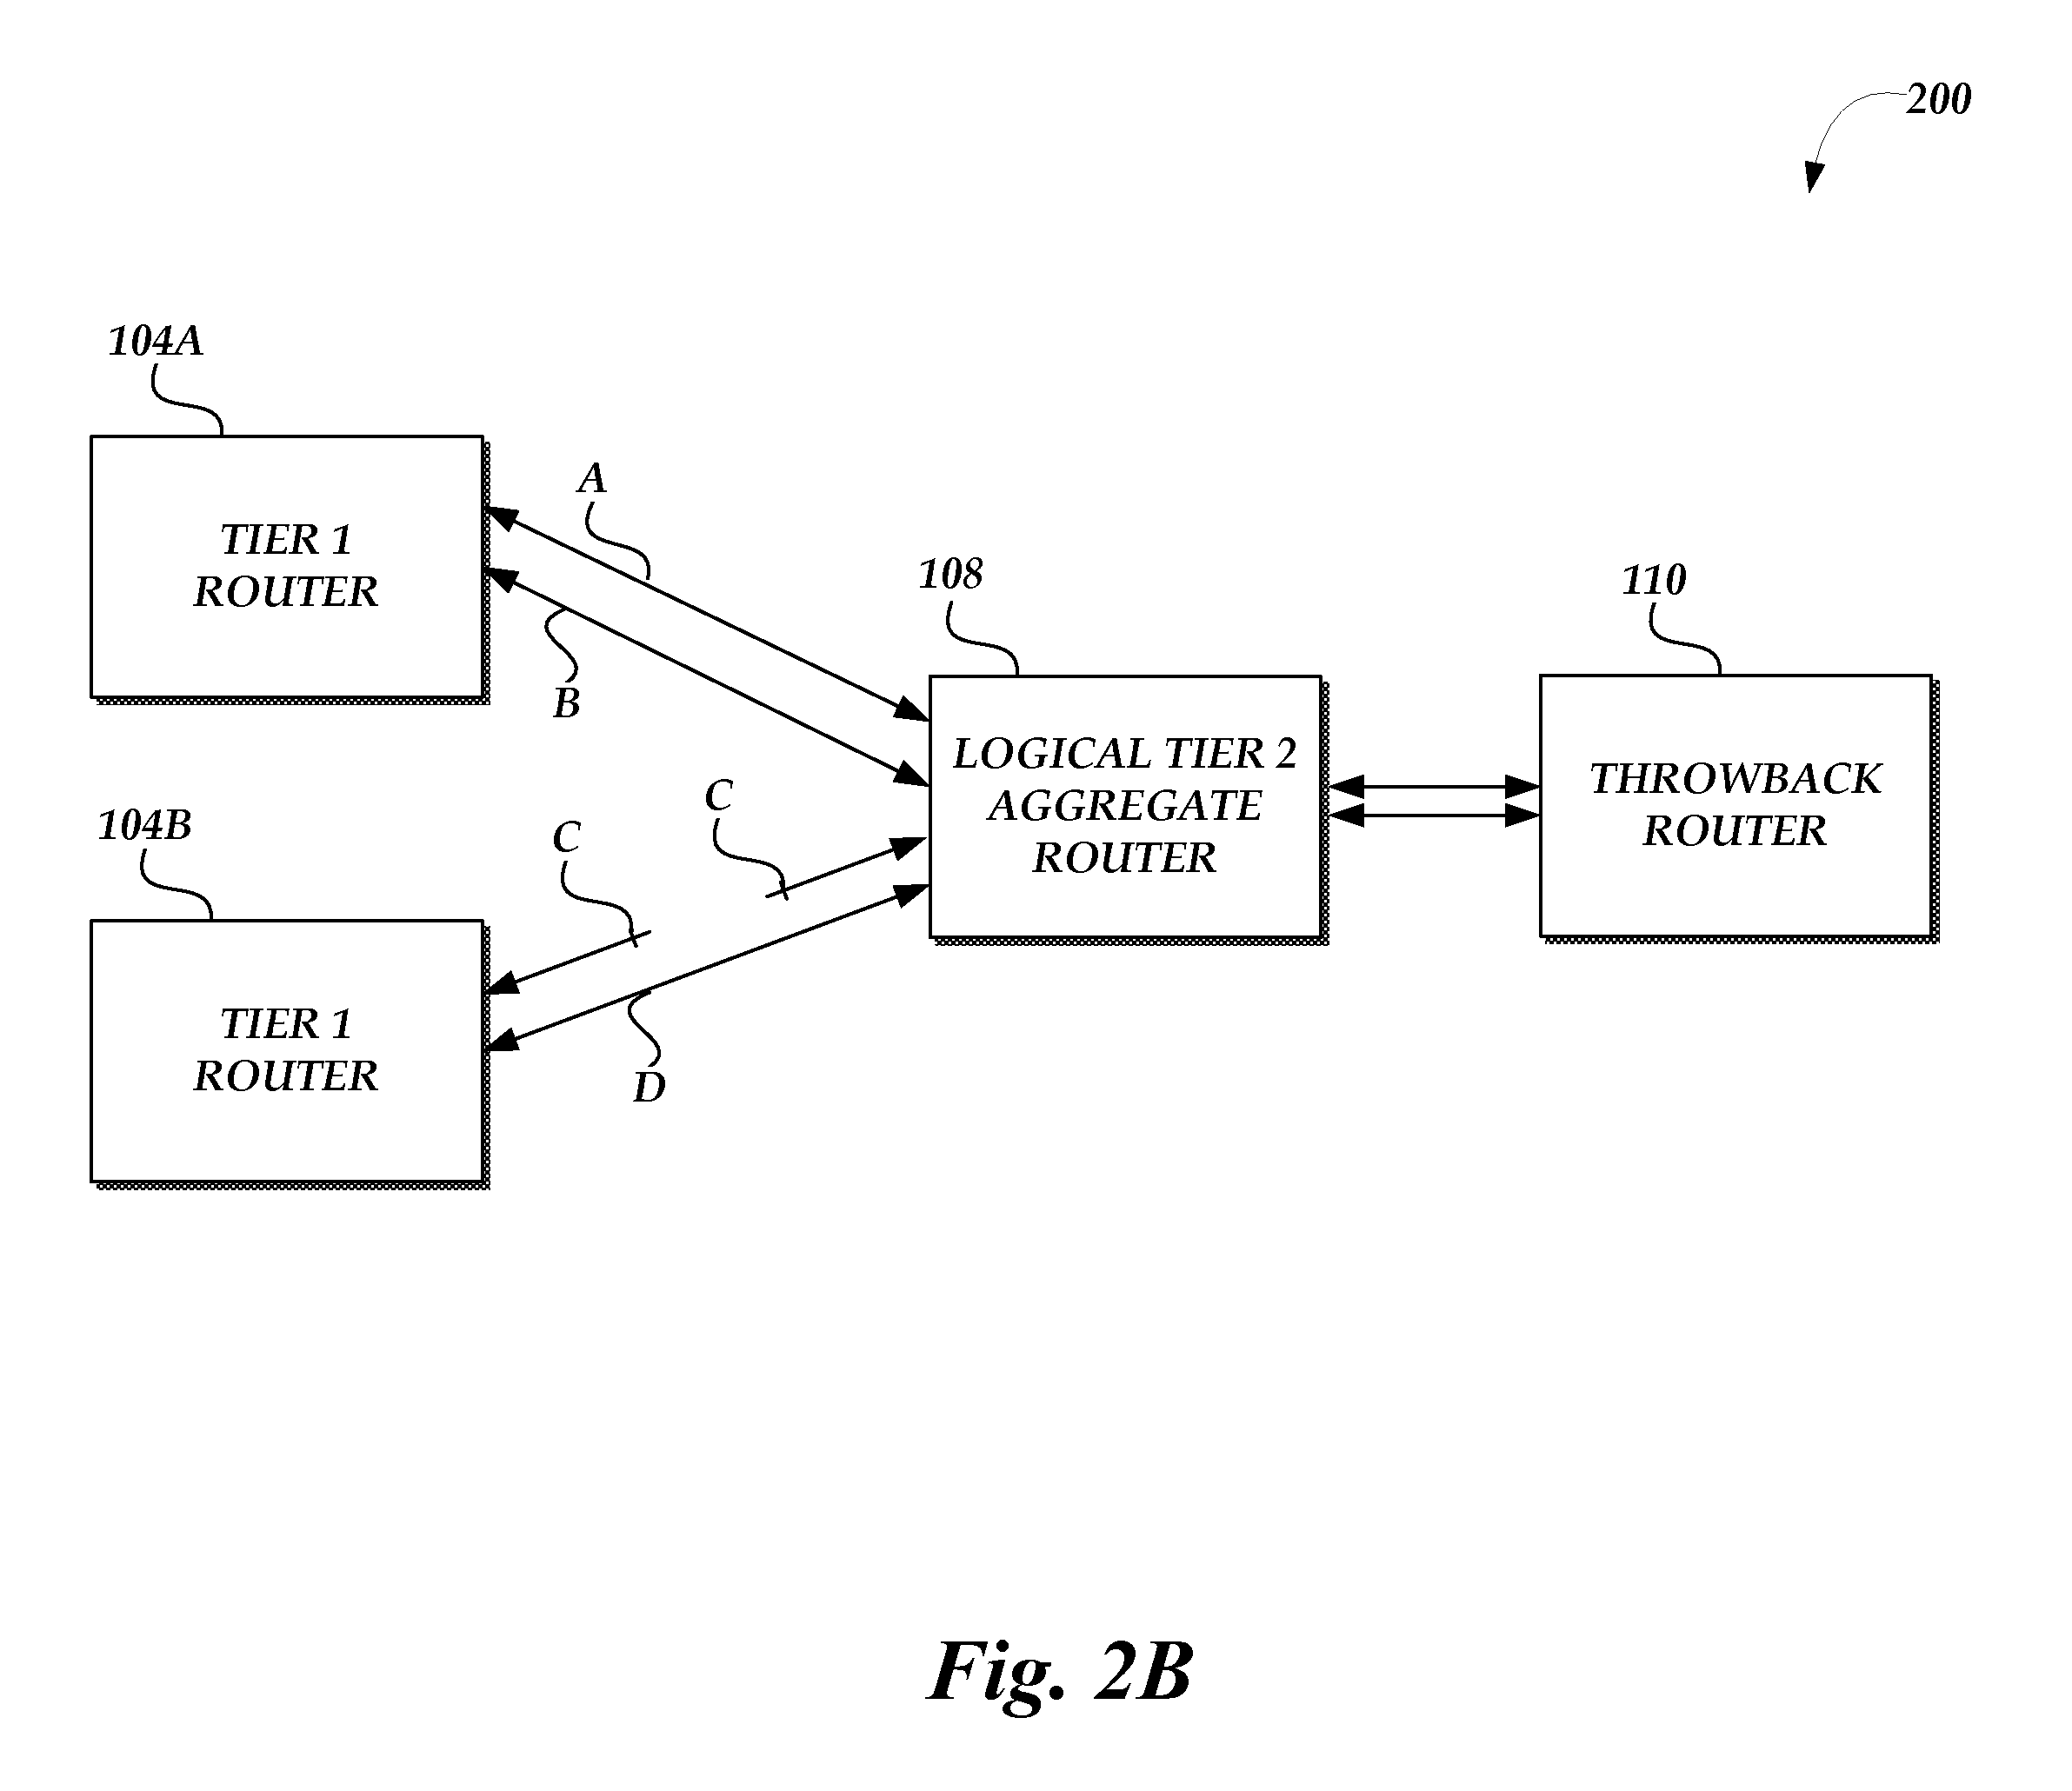 200
104A
TIER 1
ROUTER
A
B
108
LOGICAL TIER 2
AGGREGATE
ROUTER
110
THROWBACK
ROUTER
104B
TIER 1
ROUTER
C
C
D
Fig. 2B